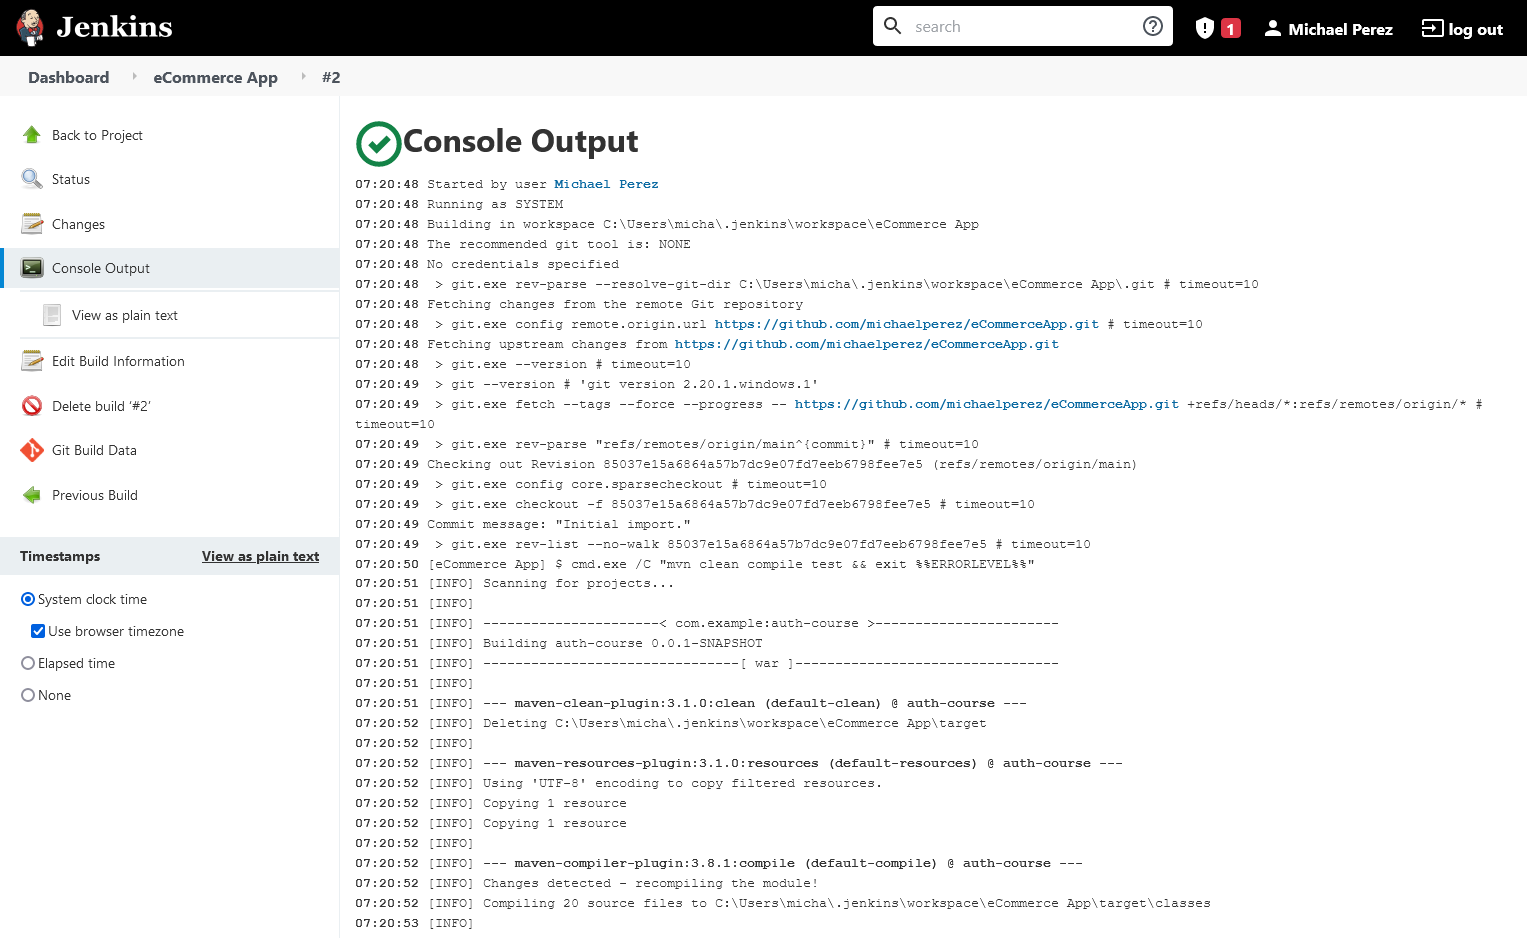 Jenkins
search
1
Michael Perez
log out
Dashboard
eCommerce App
#2
Back to Project
Status
Changes
Console Output
View as plain text
Edit Build Information
Delete build ‘#2’
Git Build Data
Previous Build
Timestamps
View as plain text
System clock time
Use browser timezone
Elapsed time
None
Console Output
07:20:48 Started by user Michael Perez
07:20:48 Running as SYSTEM
07:20:48 Building in workspace C:\Users\micha\.jenkins\workspace\eCommerce App
07:20:48 The recommended git tool is: NONE
07:20:48 No credentials specified
07:20:48  > git.exe rev-parse --resolve-git-dir C:\Users\micha\.jenkins\workspace\eCommerce App\.git # timeout=10
07:20:48 Fetching changes from the remote Git repository
07:20:48  > git.exe config remote.origin.url https://github.com/michaelperez/eCommerceApp.git # timeout=10
07:20:48 Fetching upstream changes from https://github.com/michaelperez/eCommerceApp.git
07:20:48  > git.exe --version # timeout=10
07:20:49  > git --version # 'git version 2.20.1.windows.1'
07:20:49  > git.exe fetch --tags --force --progress -- https://github.com/michaelperez/eCommerceApp.git +refs/heads/*:refs/remotes/origin/* #
timeout=10
07:20:49  > git.exe rev-parse "refs/remotes/origin/main^{commit}" # timeout=10
07:20:49 Checking out Revision 85037e15a6864a57b7dc9e07fd7eeb6798fee7e5 (refs/remotes/origin/main)
07:20:49  > git.exe config core.sparsecheckout # timeout=10
07:20:49  > git.exe checkout -f 85037e15a6864a57b7dc9e07fd7eeb6798fee7e5 # timeout=10
07:20:49 Commit message: "Initial import."
07:20:49  > git.exe rev-list --no-walk 85037e15a6864a57b7dc9e07fd7eeb6798fee7e5 # timeout=10
07:20:50 [eCommerce App] $ cmd.exe /C "mvn clean compile test && exit %%ERRORLEVEL%%"
07:20:51 [INFO] Scanning for projects...
07:20:51 [INFO]
07:20:51 [INFO] ----------------------< com.example:auth-course >-----------------------
07:20:51 [INFO] Building auth-course 0.0.1-SNAPSHOT
07:20:51 [INFO] --------------------------------[ war ]---------------------------------
07:20:51 [INFO]
07:20:51 [INFO] --- maven-clean-plugin:3.1.0:clean (default-clean) @ auth-course ---
07:20:52 [INFO] Deleting C:\Users\micha\.jenkins\workspace\eCommerce App\target
07:20:52 [INFO]
07:20:52 [INFO] --- maven-resources-plugin:3.1.0:resources (default-resources) @ auth-course ---
07:20:52 [INFO] Using 'UTF-8' encoding to copy filtered resources.
07:20:52 [INFO] Copying 1 resource
07:20:52 [INFO] Copying 1 resource
07:20:52 [INFO]
07:20:52 [INFO] --- maven-compiler-plugin:3.8.1:compile (default-compile) @ auth-course ---
07:20:52 [INFO] Changes detected - recompiling the module!
07:20:52 [INFO] Compiling 20 source files to C:\Users\micha\.jenkins\workspace\eCommerce App\target\classes
07:20:53 [INFO]